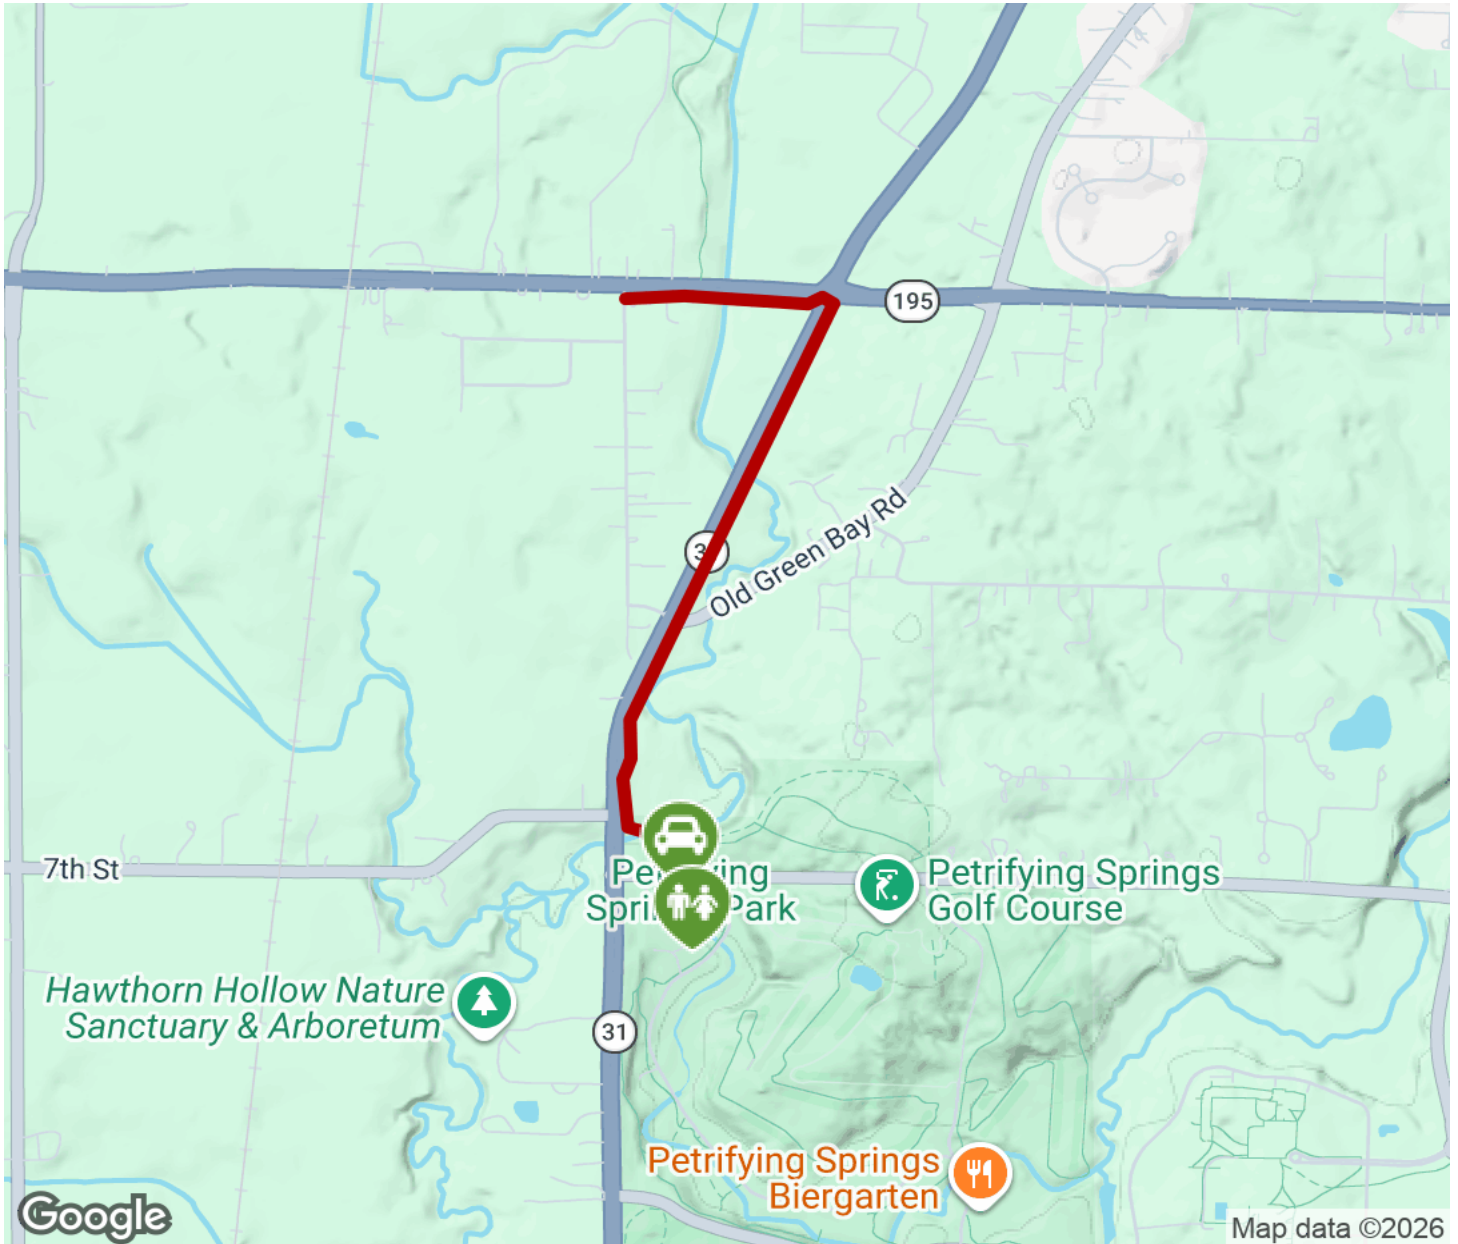 195
Old Green Bay Rd
7th St
Petrifying Springs
Golf Course
Park
Hawthorn Hollow Nature
Sanctuary & Arboretum
31
Petrifying Springs
Biergarten
Google
Map data ©2026